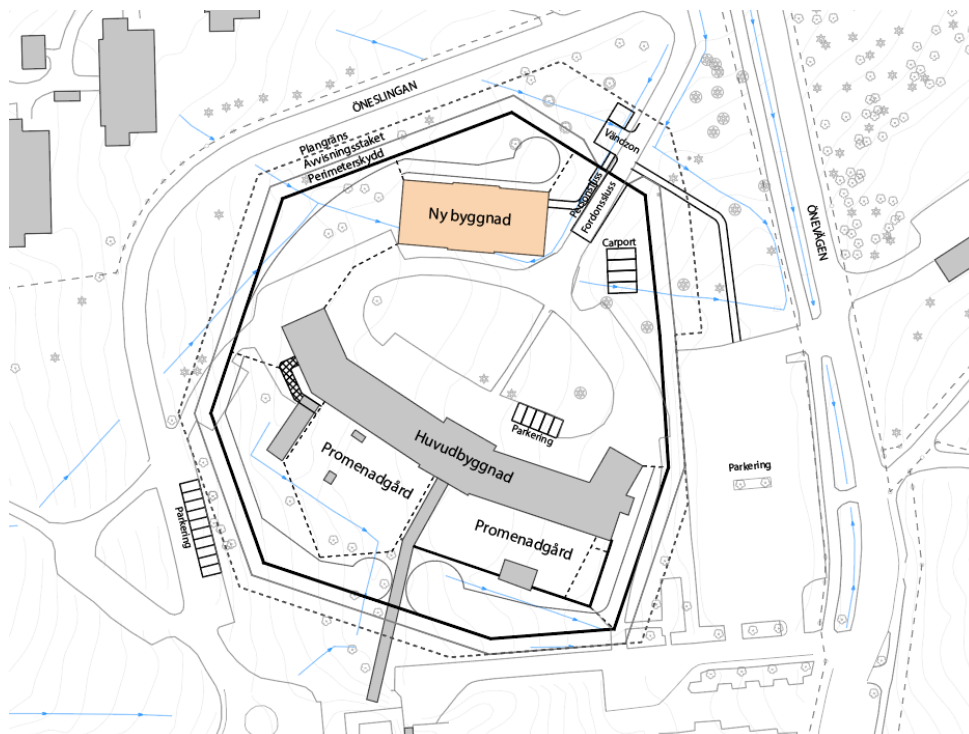 ÖNESLINGAN
Plangräns
Avvisningsstaket
Perimeterskydd
Vändzon
Personsluss
Fordonssluss
Ny byggnad
Carport
ÖNEVÄGEN
Parkering
Huvudbyggnad
Promenadgård
Parkering
Parkering
Promenadgård